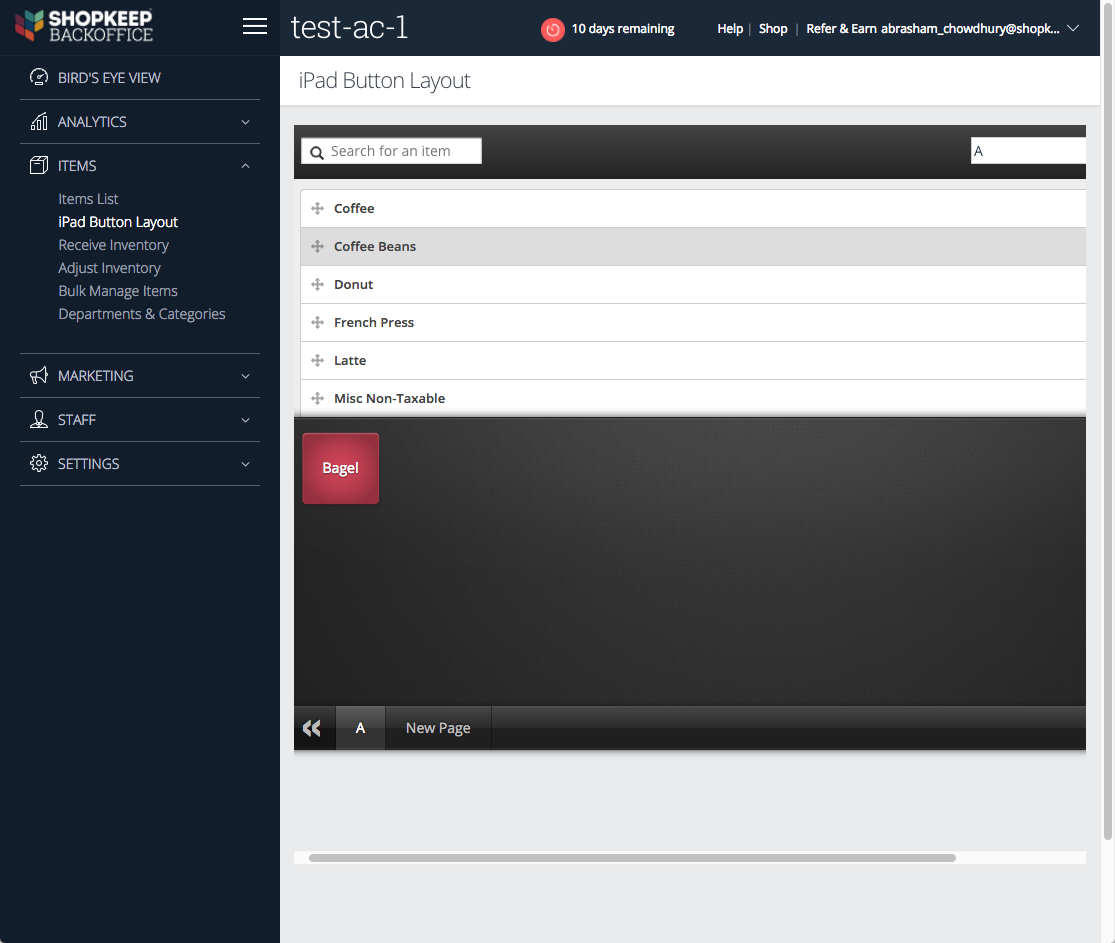 SHOPKEEP
BACKOFFICE
test-ac-1
10 days remaining
Help | Shop | Refer & Earn abrasham_chowdhury@shopk...
BIRD'S EYE VIEW
ANALYTICS
ITEMS
Items List
iPad Button Layout
Receive Inventory
Adjust Inventory
Bulk Manage Items
Departments & Categories
MARKETING
STAFF
SETTINGS
iPad Button Layout
Search for an item
A
Coffee
Coffee Beans
Donut
French Press
Latte
Misc Non-Taxable
Bagel
A New Page